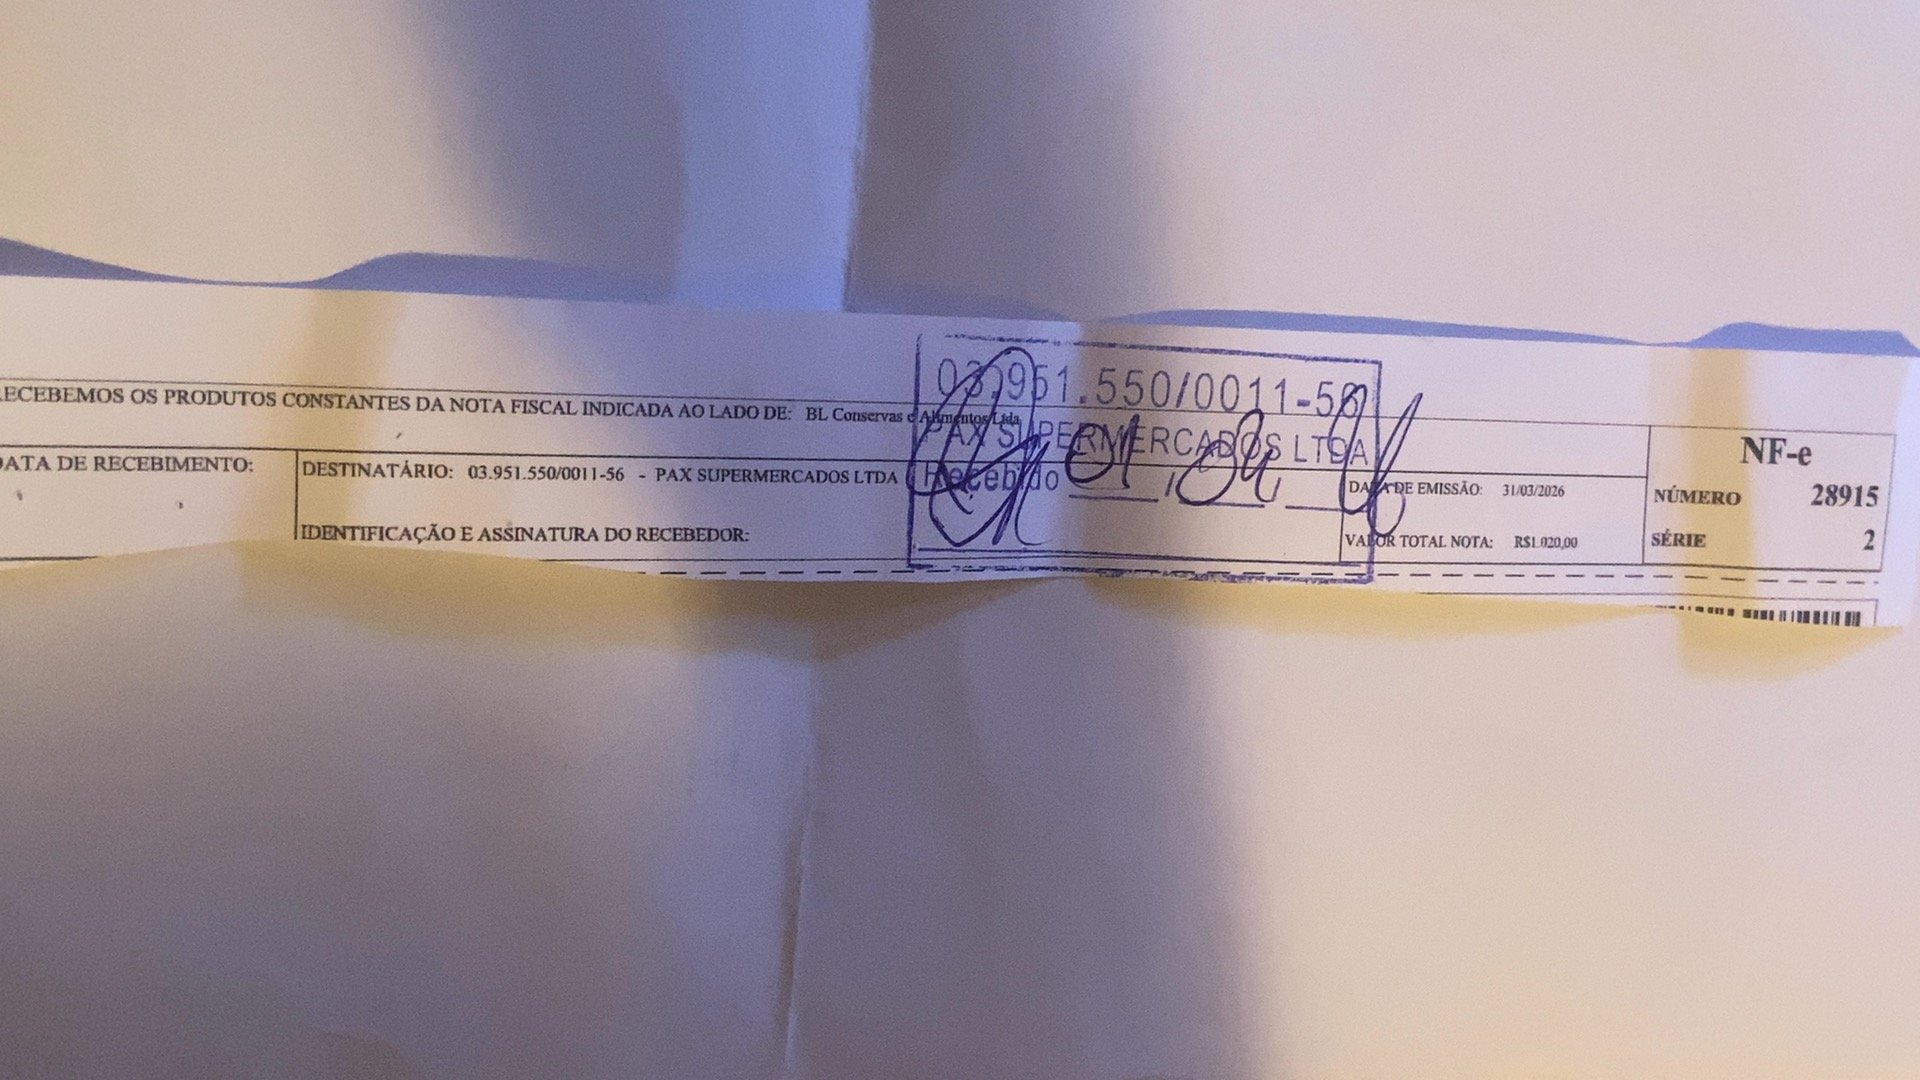 RECEBEMOS OS PRODUTOS CONSTANTES DA NOTA FISCAL INDICADA AO LADO DE: BL Conservas e Alimentos Ltda
DATA DE RECEBIMENTO:
DESTINATÁRIO: 03.951.550/0011-56 - PAX SUPERMERCADOS LTDA
IDENTIFICAÇÃO E ASSINATURA DO RECEBEDOR:
03.951.550/0011-56
PAX SUPERMERCADOS LTDA
Recebido 01 / 04 /
DATA DE EMISSÃO: 31/03/2026
VALOR TOTAL NOTA: R$1.020,00
NF-e
NÚMERO 28915
SÉRIE 2